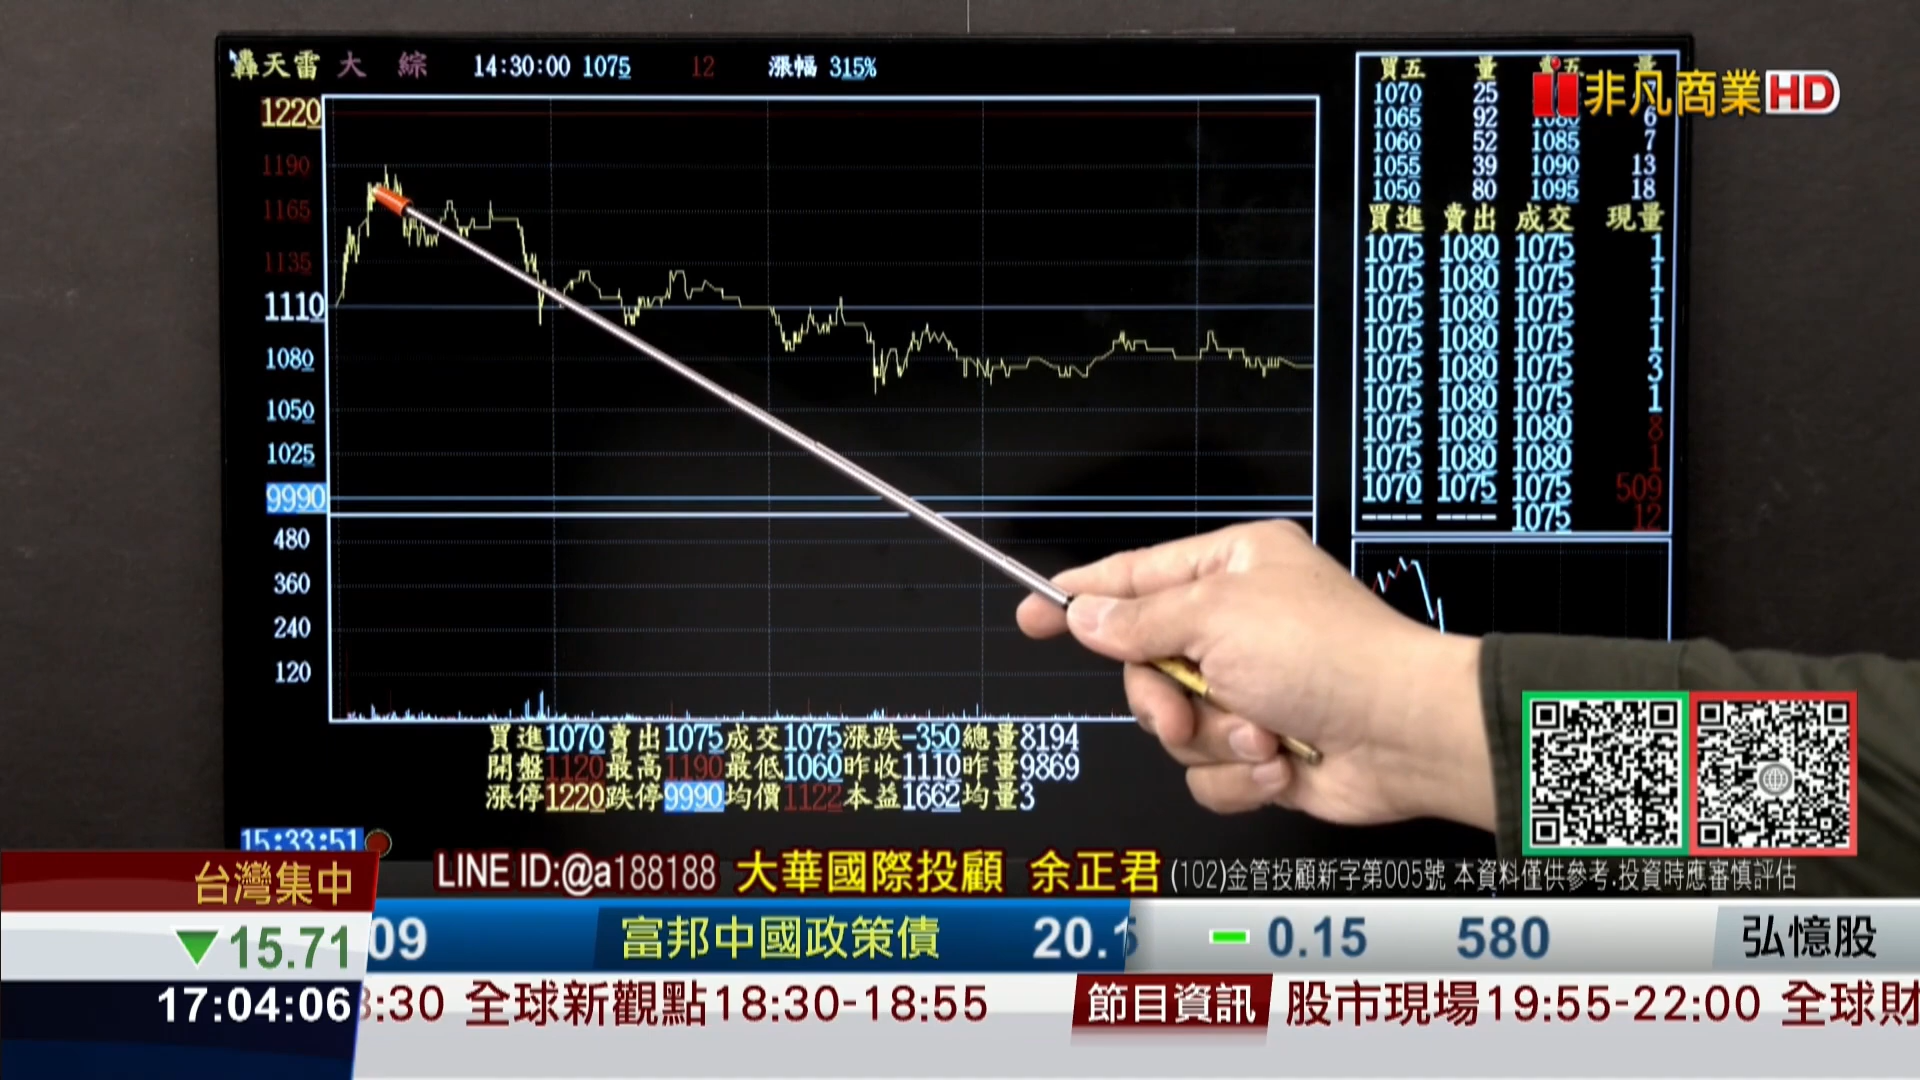 轟天雷 大 綜 14:30:00 1075 12 漲幅 315%
非凡商業HD
1220
1190
1165
1135
1110
1080
1050
1025
9990
480
360
240
120
買五 量
1070 25
1065 92 1080 6
1060 52 1085 7
1055 39 1090 13
1050 80 1095 18
買進 賣出 成交 現量
1075 1080 1075 1
1075 1080 1075 1
1075 1080 1075 1
1075 1080 1075 1
1075 1080 1075 3
1075 1080 1075 1
1075 1080 1080 8
1075 1080 1080 1
1070 1075 1075 509
---- ---- 1075 12
買進1070賣出1075成交1075漲跌-350總量8194
開盤1120最高1190最低1060昨收1110昨量9869
漲停1220跌停9990均價1122本益1662均量3
15:33:51
LINE ID:@a188188 大華國際投顧 余正君 (102)金管投顧新字第005號 本資料僅供參考.投資時應審慎評估
台灣集中
▼15.71
09 富邦中國政策債 20.15 0.15 580 弘憶股
17:04:06
3:30 全球新觀點18:30-18:55 節目資訊 股市現場19:55-22:00 全球財